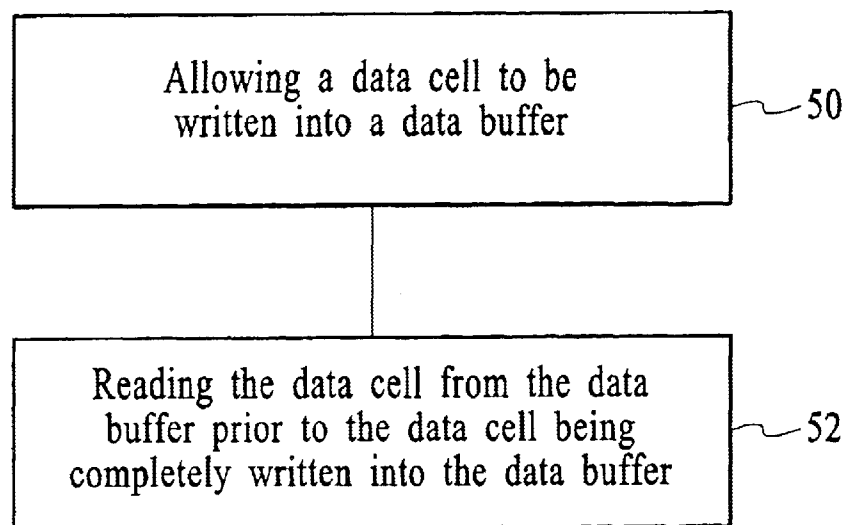 Allowing a data cell to be
written into a data buffer
50
Reading the data cell from the data
buffer prior to the data cell being
completely written into the data buffer
52